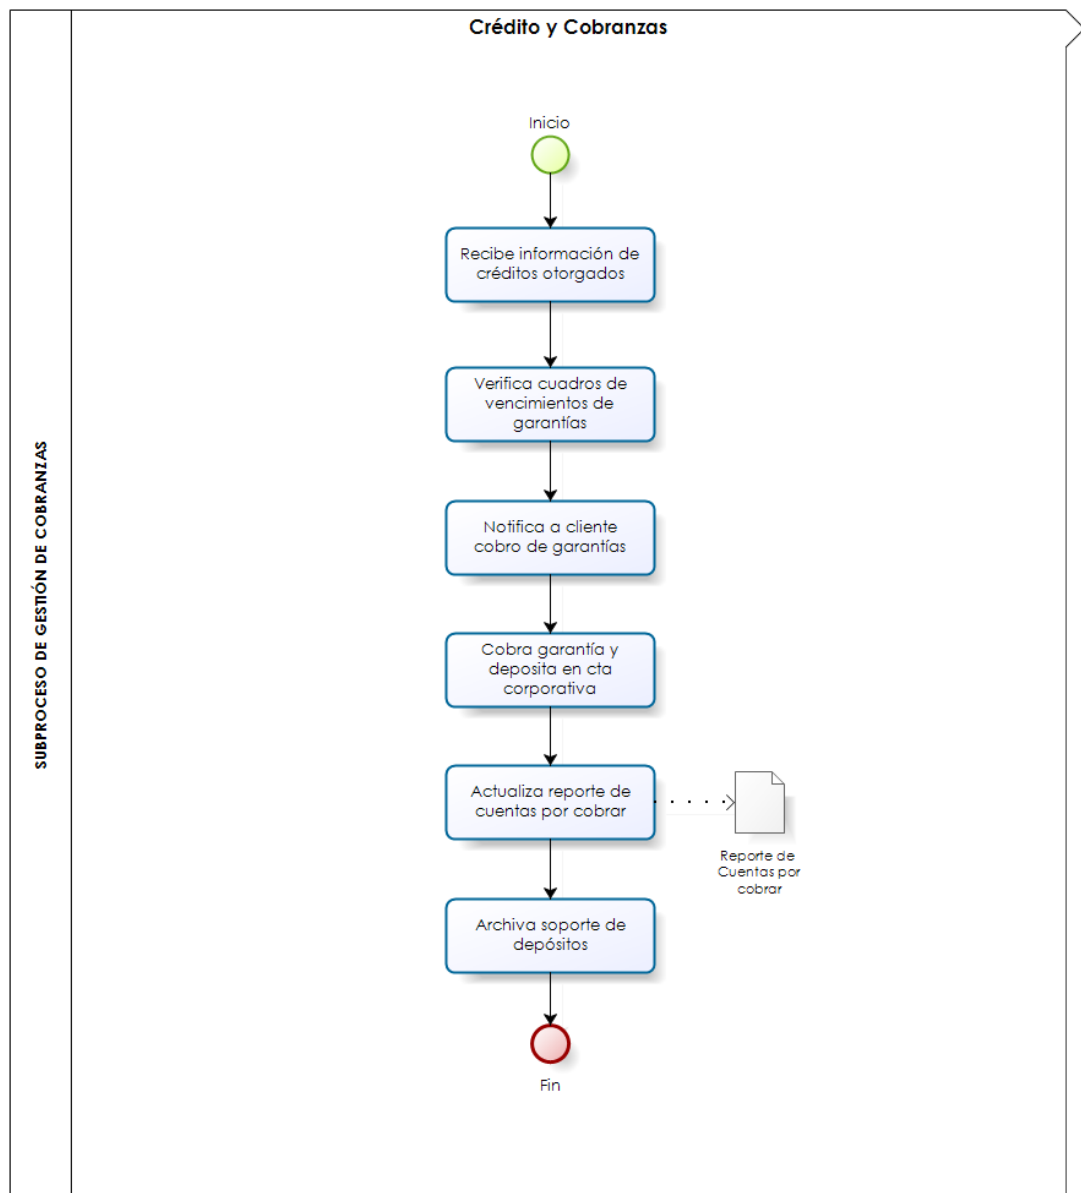 Crédito y Cobranzas
SUBPROCESO DE GESTIÓN DE COBRANZAS
Inicio
Recibe información de
créditos otorgados
Verifica cuadros de
vencimientos de
garantías
Notifica a cliente
cobro de garantías
Cobra garantía y
deposita en cta
corporativa
Actualiza reporte de
cuentas por cobrar
Reporte de
Cuentas por
cobrar
Archiva soporte de
depósitos
Fin